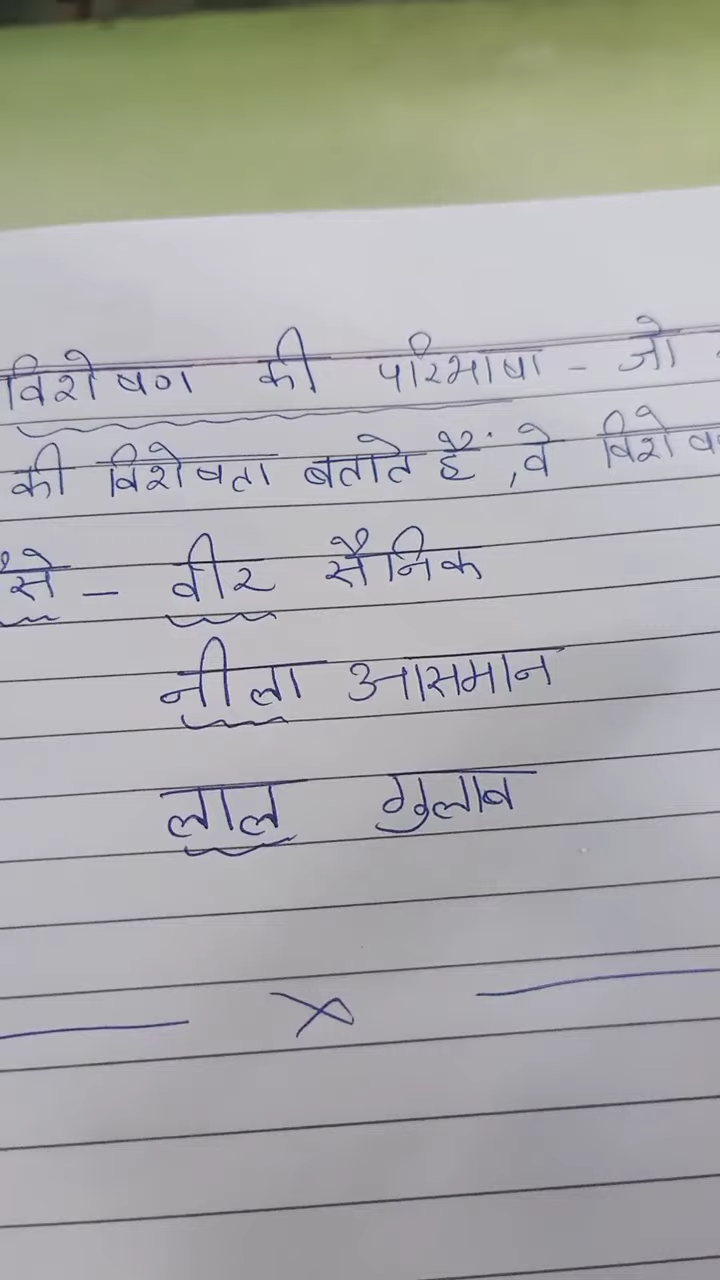 विशेषण की परिभाषा - जो
की विशेषता बताते हैं, वे
से - वीर सैनिक
नीला आसमान
लाल गुलाब